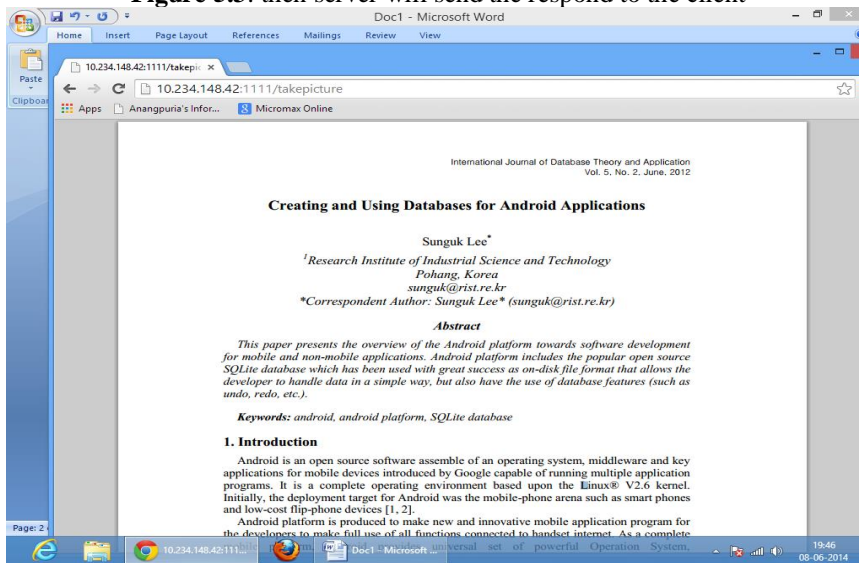 Figure 5.5: then server will send the respond to the client
Doc1 - Microsoft Word
Home Insert Page Layout References Mailings Review View
Paste
Clipboar
10.234.148.42:1111/takepic ×
10.234.148.42:1111/takepicture
Apps Anangpuria's Infor... Micromax Online
International Journal of Database Theory and Application
Vol. 5, No. 2, June, 2012
Creating and Using Databases for Android Applications
Sunguk Lee*
1Research Institute of Industrial Science and Technology
Pohang, Korea
sunguk@rist.re.kr
*Correspondent Author: Sunguk Lee* (sunguk@rist.re.kr)
Abstract
This paper presents the overview of the Android platform towards software development
for mobile and non-mobile applications. Android platform includes the popular open source
SQLite database which has been used with great success as on-disk file format that allows the
developer to handle data in a simple way, but also have the use of database features (such as
undo, redo, etc.).
Keywords: android, android platform, SQLite database
1. Introduction
Android is an open source software assemble of an operating system, middleware and key
applications for mobile devices introduced by Google capable of running multiple application
programs. It is a complete operating environment based upon the Linux® V2.6 kernel.
Initially, the deployment target for Android was the mobile-phone arena such as smart phones
and low-cost flip-phone devices [1, 2].
Android platform is produced to make new and innovative mobile application program for
the developers to make full use of all functions connected to handset internet. As a complete
universal set of powerful Operation System,
Page: 2
10.234.148.42:111...
Doc1 - Microsoft ...
19:46
08-06-2014